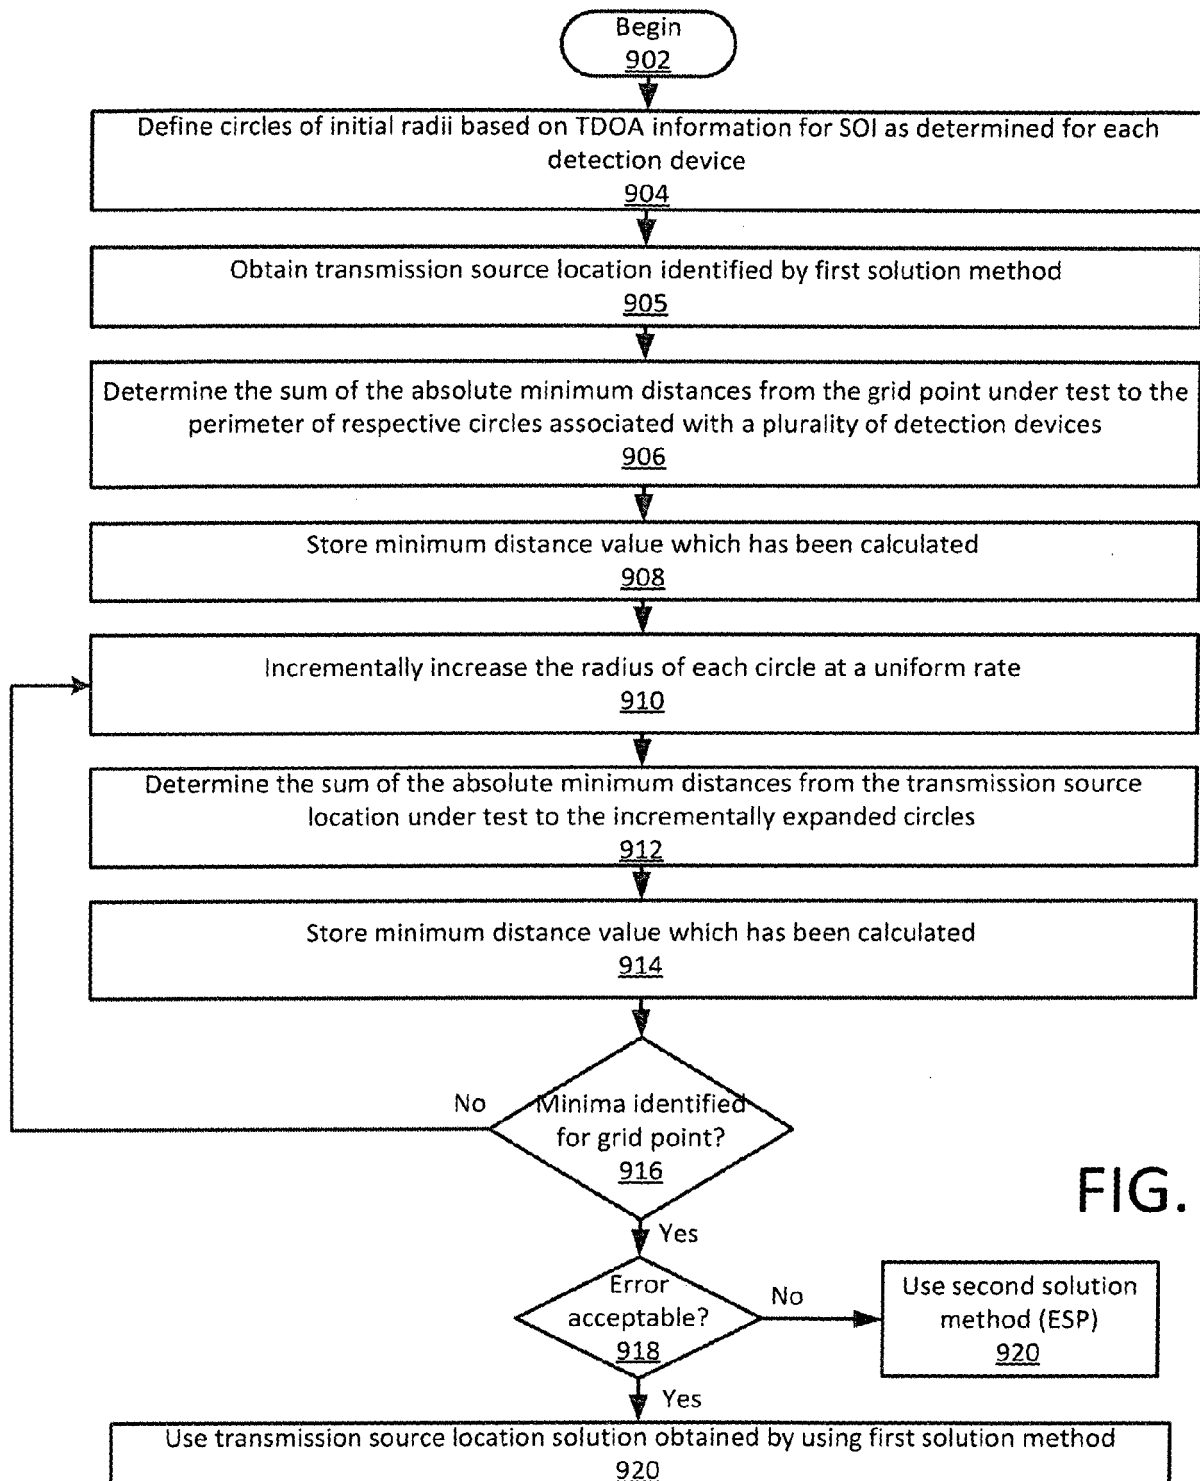 Begin
902
Define circles of initial radii based on TDOA information for SOI as determined for each
detection device
904
Obtain transmission source location identified by first solution method
905
Determine the sum of the absolute minimum distances from the grid point under test to the
perimeter of respective circles associated with a plurality of detection devices
906
Store minimum distance value which has been calculated
908
Incrementally increase the radius of each circle at a uniform rate
910
Determine the sum of the absolute minimum distances from the transmission source
location under test to the incrementally expanded circles
912
Store minimum distance value which has been calculated
914
No
Minima identified
for grid point?
916
FIG.
Yes
Error
acceptable?
918
No
Use second solution
method (ESP)
920
Yes
Use transmission source location solution obtained by using first solution method
920